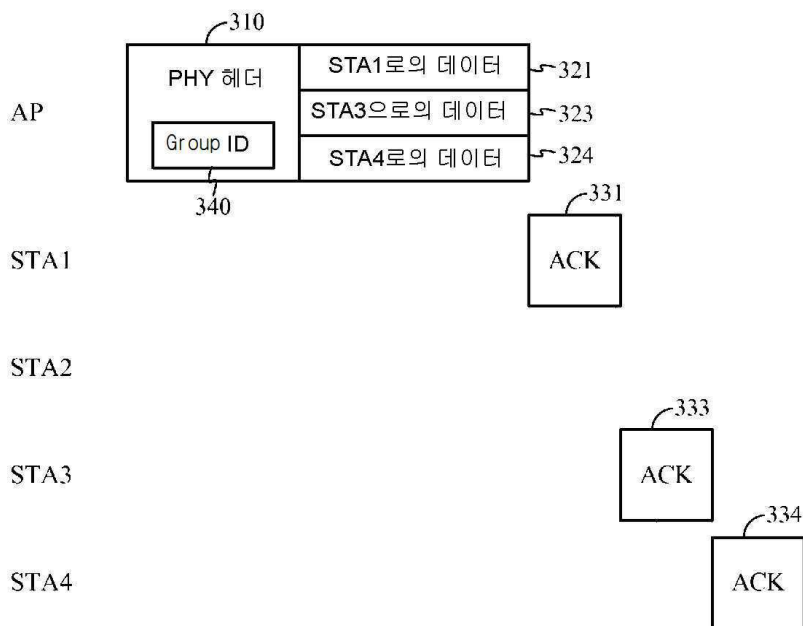 310
PHY 헤더
STA1로의 데이터
321
AP
STA3으로의 데이터
323
Group ID
STA4로의 데이터
324
340
331
STA1
ACK
STA2
333
STA3
ACK
334
STA4
ACK